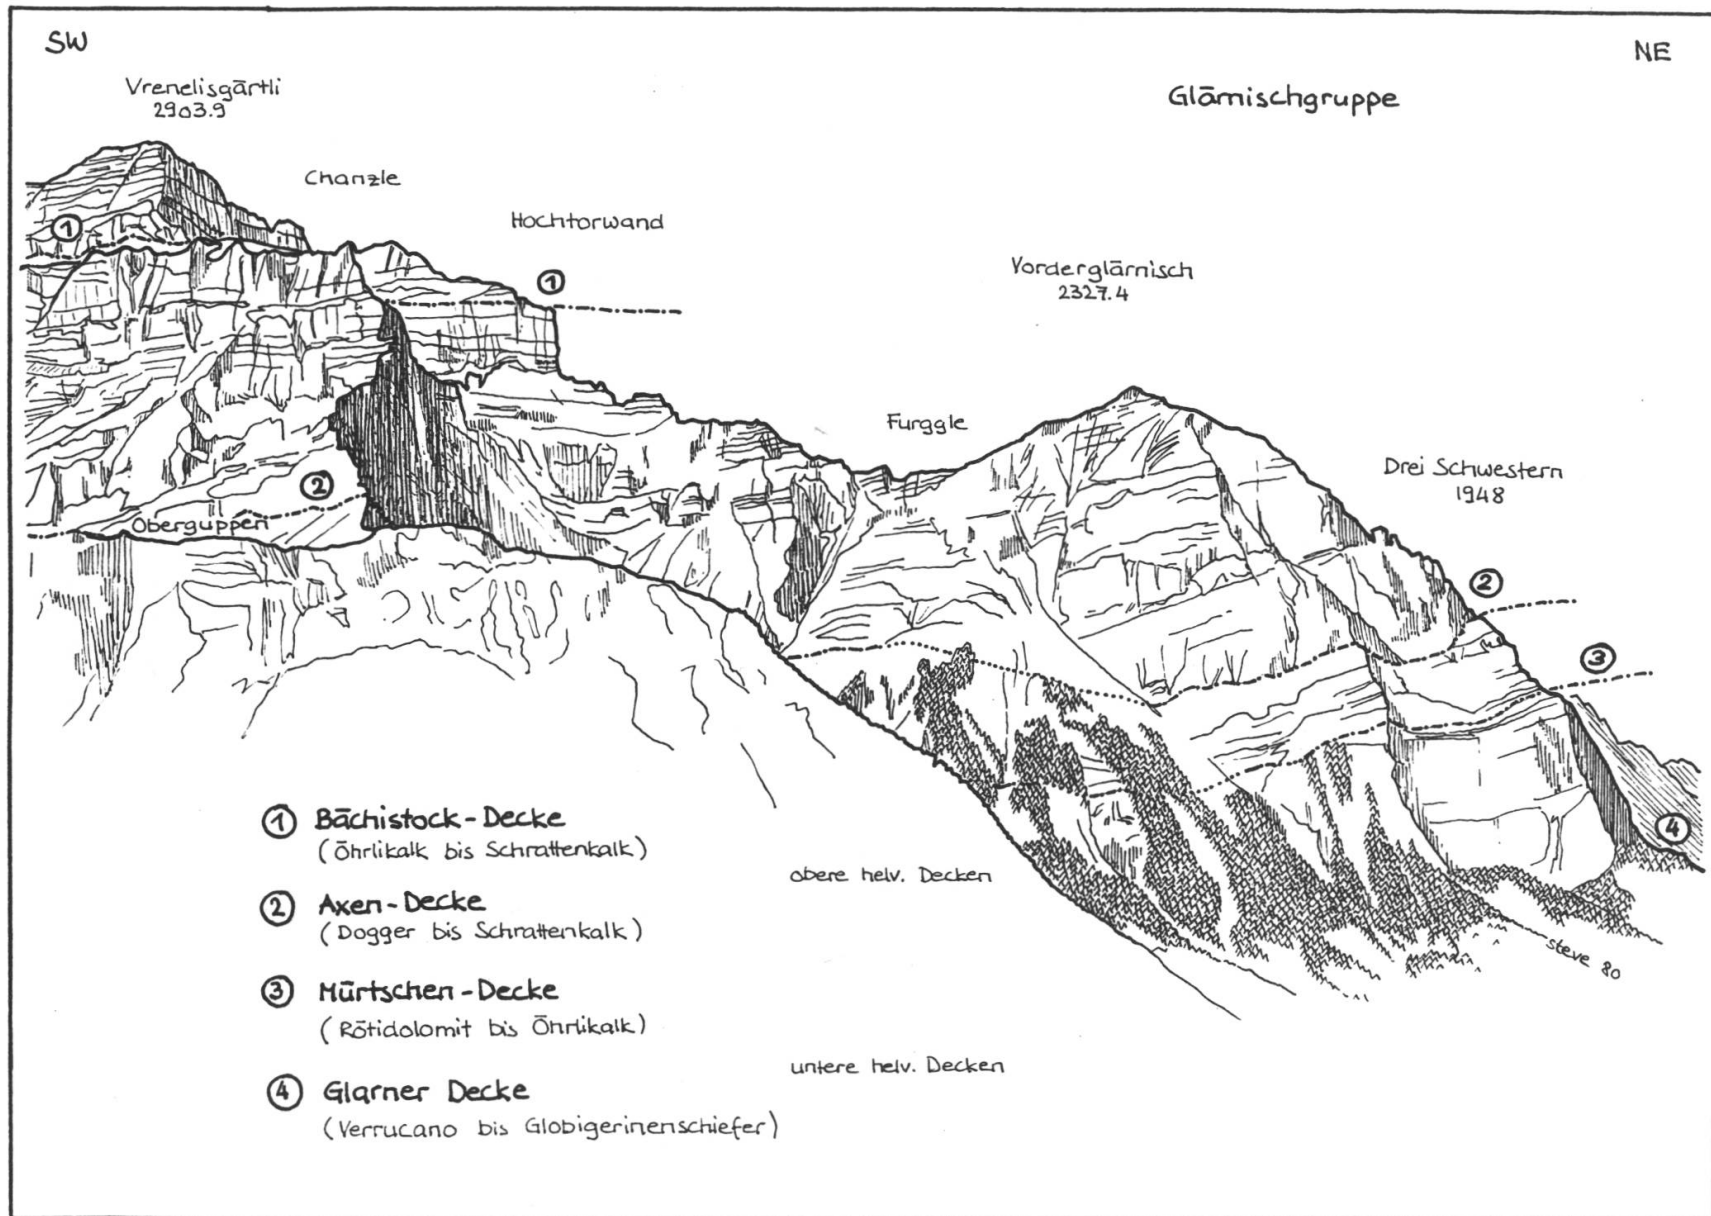 SW
NE
Vrenelisgärtli
2903.9
Glärnischgruppe
Chanzle
Hochtorwand
1
1
Vorderglärnisch
2327.4
Furggle
Drei Schwestern
1948
2
Oberguppen
2
3
4
1 Bächistock-Decke
(Öhrlikalk bis Schrattenkalk)
obere helv. Decken
2 Axen-Decke
(Dogger bis Schrattenkalk)
steve 80
3 Mürtschen-Decke
(Rötidolomit bis Öhrlikalk)
untere helv. Decken
4 Glarner Decke
(Verrucano bis Globigerinenschiefer)